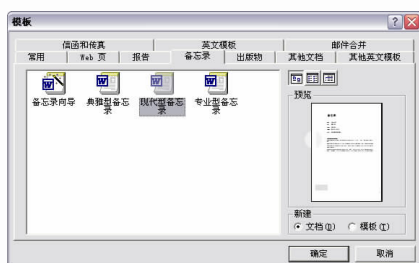 模板
信函和传真 英文模板 邮件合并
常用 Web 页 报告 备忘录 出版物 其他文档 其他英文模板
备忘录向导 典雅型备忘录 现代型备忘录 专业型备忘录
预览
新建
文档(D) 模板(T)
确定 取消